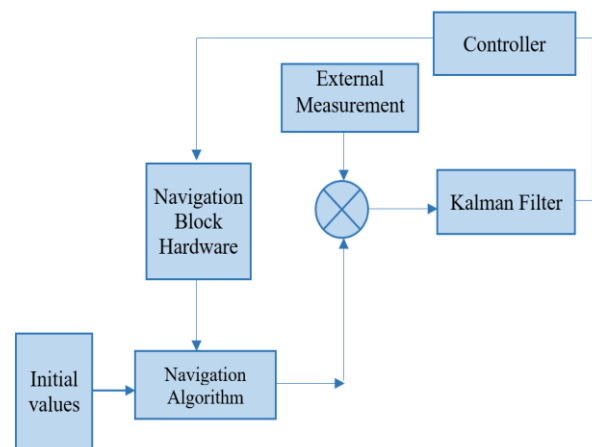 Controller
External
Measurement
Navigation
Block
Hardware
Kalman Filter
Initial
values
Navigation
Algorithm